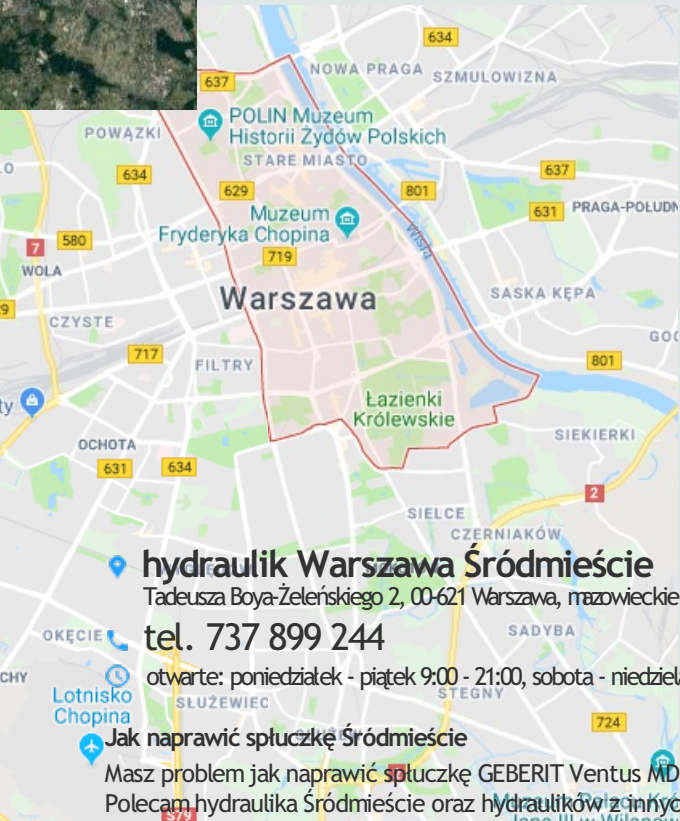 634
NOWA PRAGA
SZMULOWIZNA
637
POLIN Muzeum
Historii Żydów Polskich
POWĄZKI
STARE MIASTO
634
637
629
801
631
PRAGA-POŁUDN
Muzeum
Fryderyka Chopina
WISŁA
7
580
719
WOLA
Warszawa
SASKA KĘPA
CZYSTE
717
FILTRY
801
Łazienki
Królewskie
OCHOTA
SIEKIERKI
631
634
2
SIELCE
CZERNIAKÓW
hydraulik Warszawa Śródmieście
Tadeusza Boya-Żeleńskiego 2, 00-621 Warszawa, mazowieckie
OKĘCIE
tel. 737 899 244
SADYBA
otwarte: poniedziałek - piątek 9:00 - 21:00, sobota - niedziela
Lotnisko
Chopina
SŁUŻEWIEC
STEGNY
724
Jak naprawić spłuczkę Śródmieście
Masz problem jak naprawić spłuczkę GEBERIT Ventus MD
Polecam hydraulika Śródmieście oraz hydraulików z innyc
S79